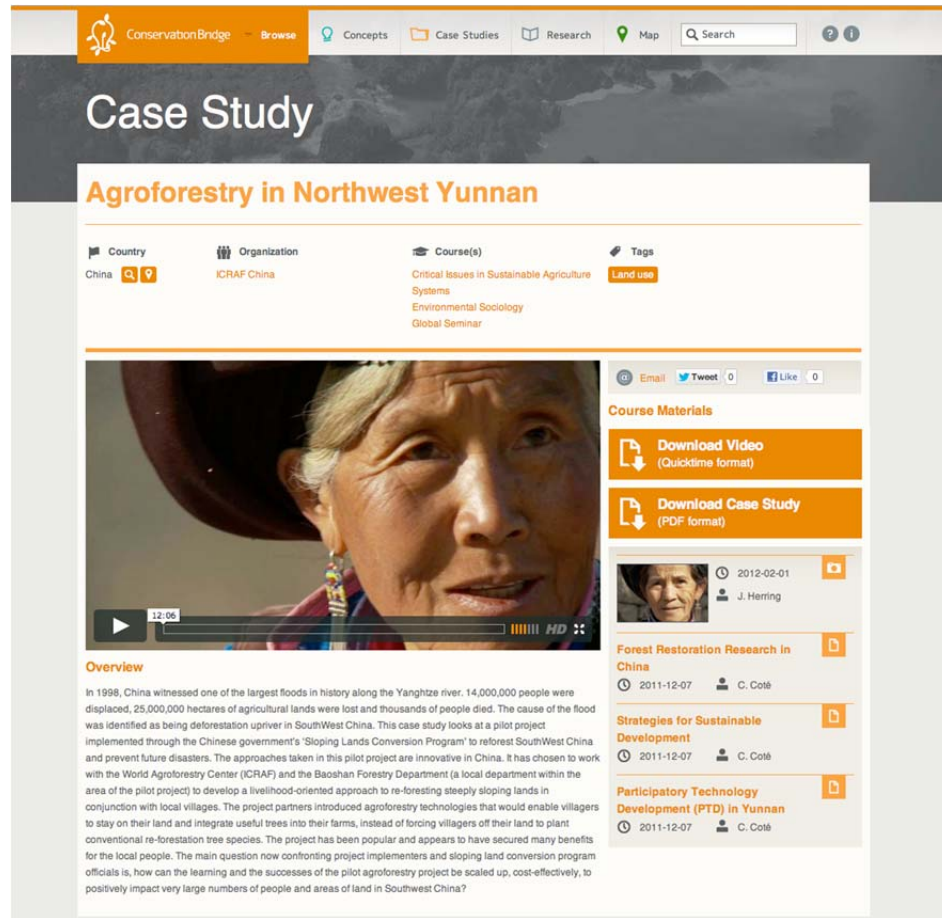 ConservationBridge
Browse
Concepts
Case Studies
Research
Map
Search
? i
Case Study
Agroforestry in Northwest Yunnan
Country
China
Organization
ICRAF China
Course(s)
Critical Issues in Sustainable Agriculture
Systems
Environmental Sociology
Global Seminar
Tags
Land use
12:06
HD
@ Email
Tweet 0
f Like 0
Course Materials
Download Video
(Quicktime format)
Download Case Study
(PDF format)
2012-02-01
J. Herring
Forest Restoration Research in
China
2011-12-07 C. Coté
Strategies for Sustainable
Development
2011-12-07 C. Coté
Participatory Technology
Development (PTD) in Yunnan
2011-12-07 C. Coté
Overview
In 1998, China witnessed one of the largest floods in history along the Yanghtze river. 14,000,000 people were
displaced, 25,000,000 hectares of agricultural lands were lost and thousands of people died. The cause of the flood
was identified as being deforestation upriver in SouthWest China. This case study looks at a pilot project
implemented through the Chinese government's 'Sloping Lands Conversion Program' to reforest SouthWest China
and prevent future disasters. The approaches taken in this pilot project are innovative in China. It has chosen to work
with the World Agroforestry Center (ICRAF) and the Baoshan Forestry Department (a local department within the
area of the pilot project) to develop a livelihood-oriented approach to re-foresting steeply sloping lands in
conjunction with local villages. The project partners introduced agroforestry technologies that would enable villagers
to stay on their land and integrate useful trees into their farms, instead of forcing villagers off their land to plant
conventional re-forestation tree species. The project has been popular and appears to have secured many benefits
for the local people. The main question now confronting project implementers and sloping land conversion program
officials is, how can the learning and the successes of the pilot agroforestry project be scaled up, cost-effectively, to
positively impact very large numbers of people and areas of land in Southwest China?